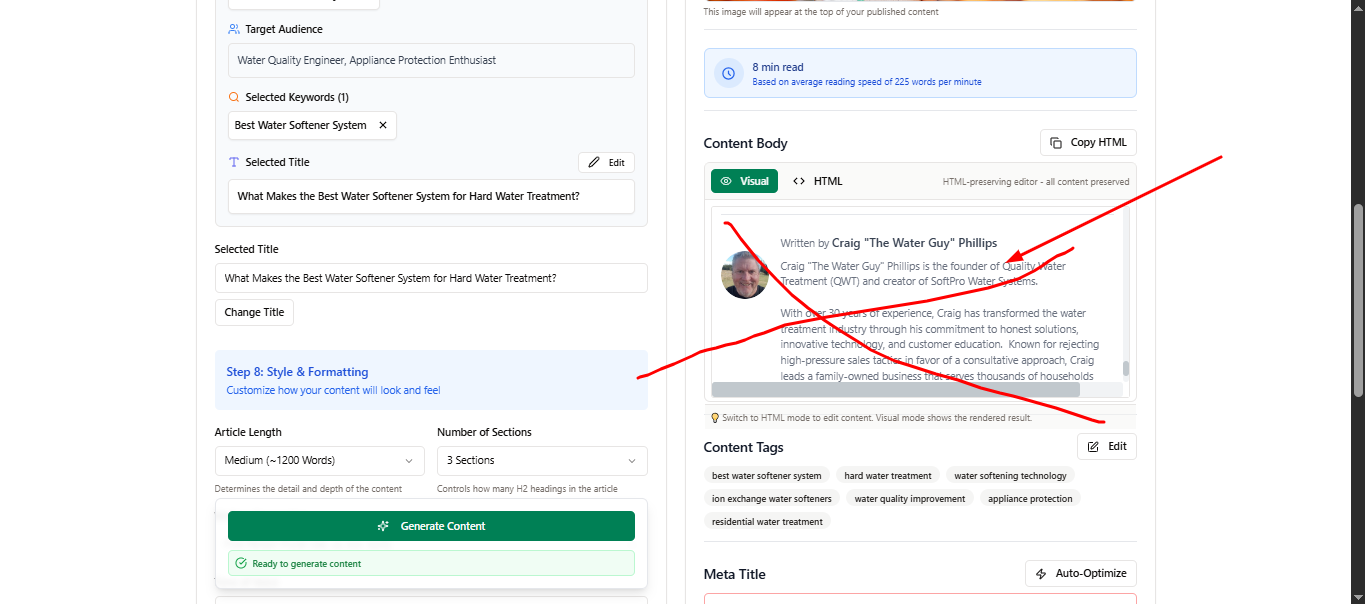 Target Audience
Water Quality Engineer, Appliance Protection Enthusiast
Selected Keywords (1)
Best Water Softener System ✕
Selected Title
Edit
What Makes the Best Water Softener System for Hard Water Treatment?
Selected Title
What Makes the Best Water Softener System for Hard Water Treatment?
Change Title
Step 8: Style & Formatting
Customize how your content will look and feel
Article Length
Number of Sections
Medium (~1200 Words)
3 Sections
Determines the detail and depth of the content
Controls how many H2 headings in the article
Generate Content
Ready to generate content
This image will appear at the top of your published content
8 min read
Based on average reading speed of 225 words per minute
Content Body
Copy HTML
Visual
HTML
HTML-preserving editor - all content preserved
Written by Craig "The Water Guy" Phillips
Craig "The Water Guy" Phillips is the founder of Quality Water
Treatment (QWT) and creator of SoftPro Water Systems.
With over 30 years of experience, Craig has transformed the water
treatment industry through his commitment to honest solutions,
innovative technology, and customer education. Known for rejecting
high-pressure sales tactics in favor of a consultative approach, Craig
leads a family-owned business that serves thousands of households
Switch to HTML mode to edit content. Visual mode shows the rendered result.
Content Tags
Edit
best water softener system
hard water treatment
water softening technology
ion exchange water softeners
water quality improvement
appliance protection
residential water treatment
Meta Title
Auto-Optimize